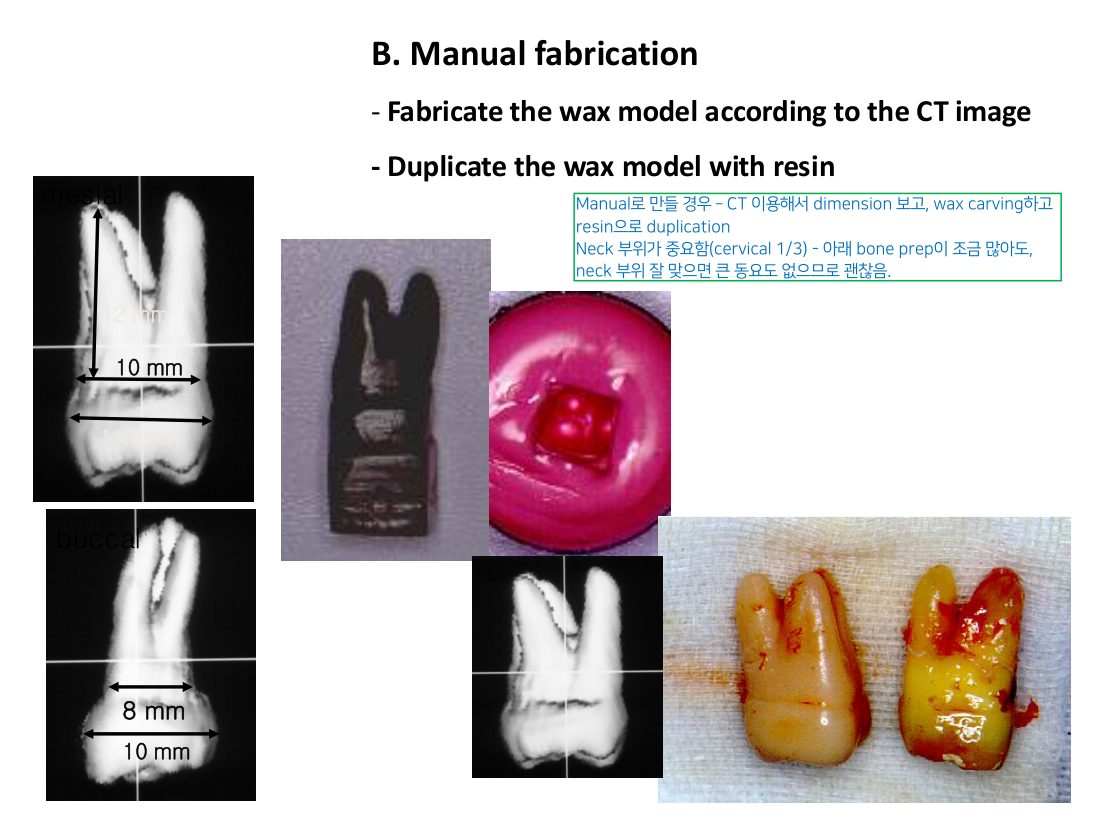 B. Manual fabrication
- Fabricate the wax model according to the CT image
- Duplicate the wax model with resin
Manual로 만들 경우 – CT 이용해서 dimension 보고, wax carving하고
resin으로 duplication
Neck 부위가 중요함(cervical 1/3) - 아래 bone prep이 조금 많아도,
neck 부위 잘 맞으면 큰 동요도 없으므로 괜찮음.
mesial
12 mm
10 mm
buccal
8 mm
10 mm